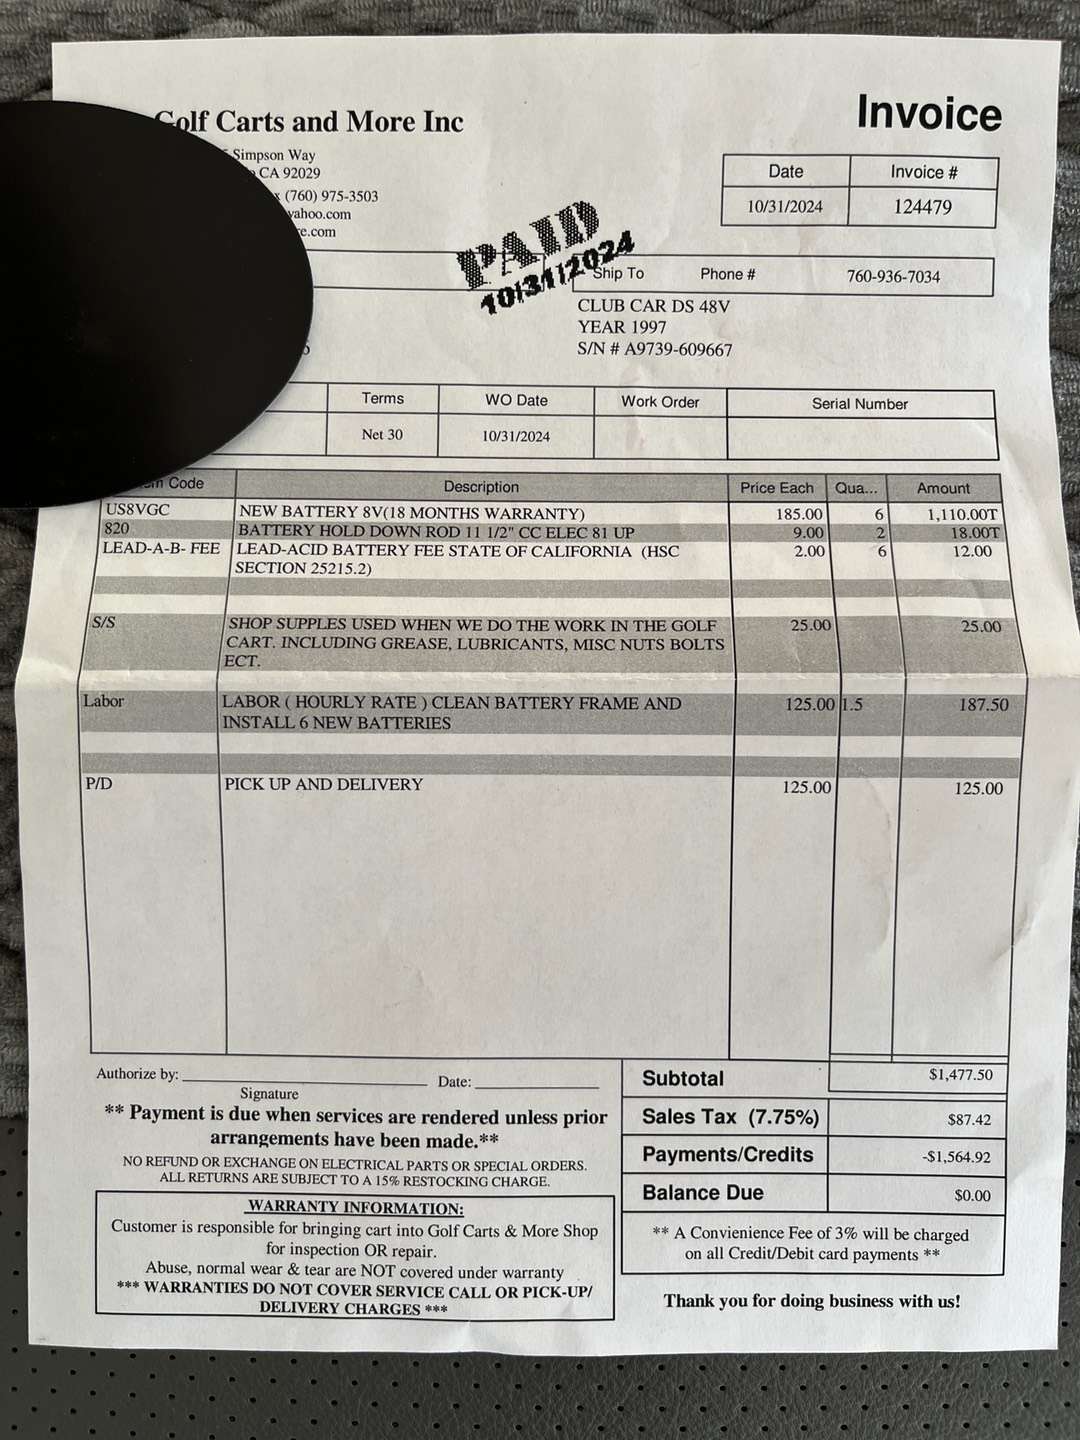 Golf Carts and More Inc
Invoice
Simpson Way
CA 92029
(760) 975-3503
yahoo.com
re.com
Date Invoice #
10/31/2024 124479
PAID
10/31/2024
Ship To Phone # 760-936-7034
CLUB CAR DS 48V
YEAR 1997
S/N # A9739-609667
Terms WO Date Work Order Serial Number
Net 30 10/31/2024
Code Description Price Each Qua... Amount
US8VGC NEW BATTERY 8V(18 MONTHS WARRANTY) 185.00 6 1,110.00T
820 BATTERY HOLD DOWN ROD 11 1/2" CC ELEC 81 UP 9.00 2 18.00T
LEAD-A-B- FEE LEAD-ACID BATTERY FEE STATE OF CALIFORNIA (HSC 2.00 6 12.00
SECTION 25215.2)
S/S SHOP SUPPLES USED WHEN WE DO THE WORK IN THE GOLF 25.00 25.00
CART. INCLUDING GREASE, LUBRICANTS, MISC NUTS BOLTS
ECT.
Labor LABOR ( HOURLY RATE ) CLEAN BATTERY FRAME AND 125.00 1.5 187.50
INSTALL 6 NEW BATTERIES
P/D PICK UP AND DELIVERY 125.00 125.00
Authorize by: Date:
Signature
** Payment is due when services are rendered unless prior
arrangements have been made.**
NO REFUND OR EXCHANGE ON ELECTRICAL PARTS OR SPECIAL ORDERS.
ALL RETURNS ARE SUBJECT TO A 15% RESTOCKING CHARGE.
WARRANTY INFORMATION:
Customer is responsible for bringing cart into Golf Carts & More Shop
for inspection OR repair.
Abuse, normal wear & tear are NOT covered under warranty
*** WARRANTIES DO NOT COVER SERVICE CALL OR PICK-UP/
DELIVERY CHARGES ***
Subtotal $1,477.50
Sales Tax (7.75%) $87.42
Payments/Credits -$1,564.92
Balance Due $0.00
** A Convienience Fee of 3% will be charged
on all Credit/Debit card payments **
Thank you for doing business with us!